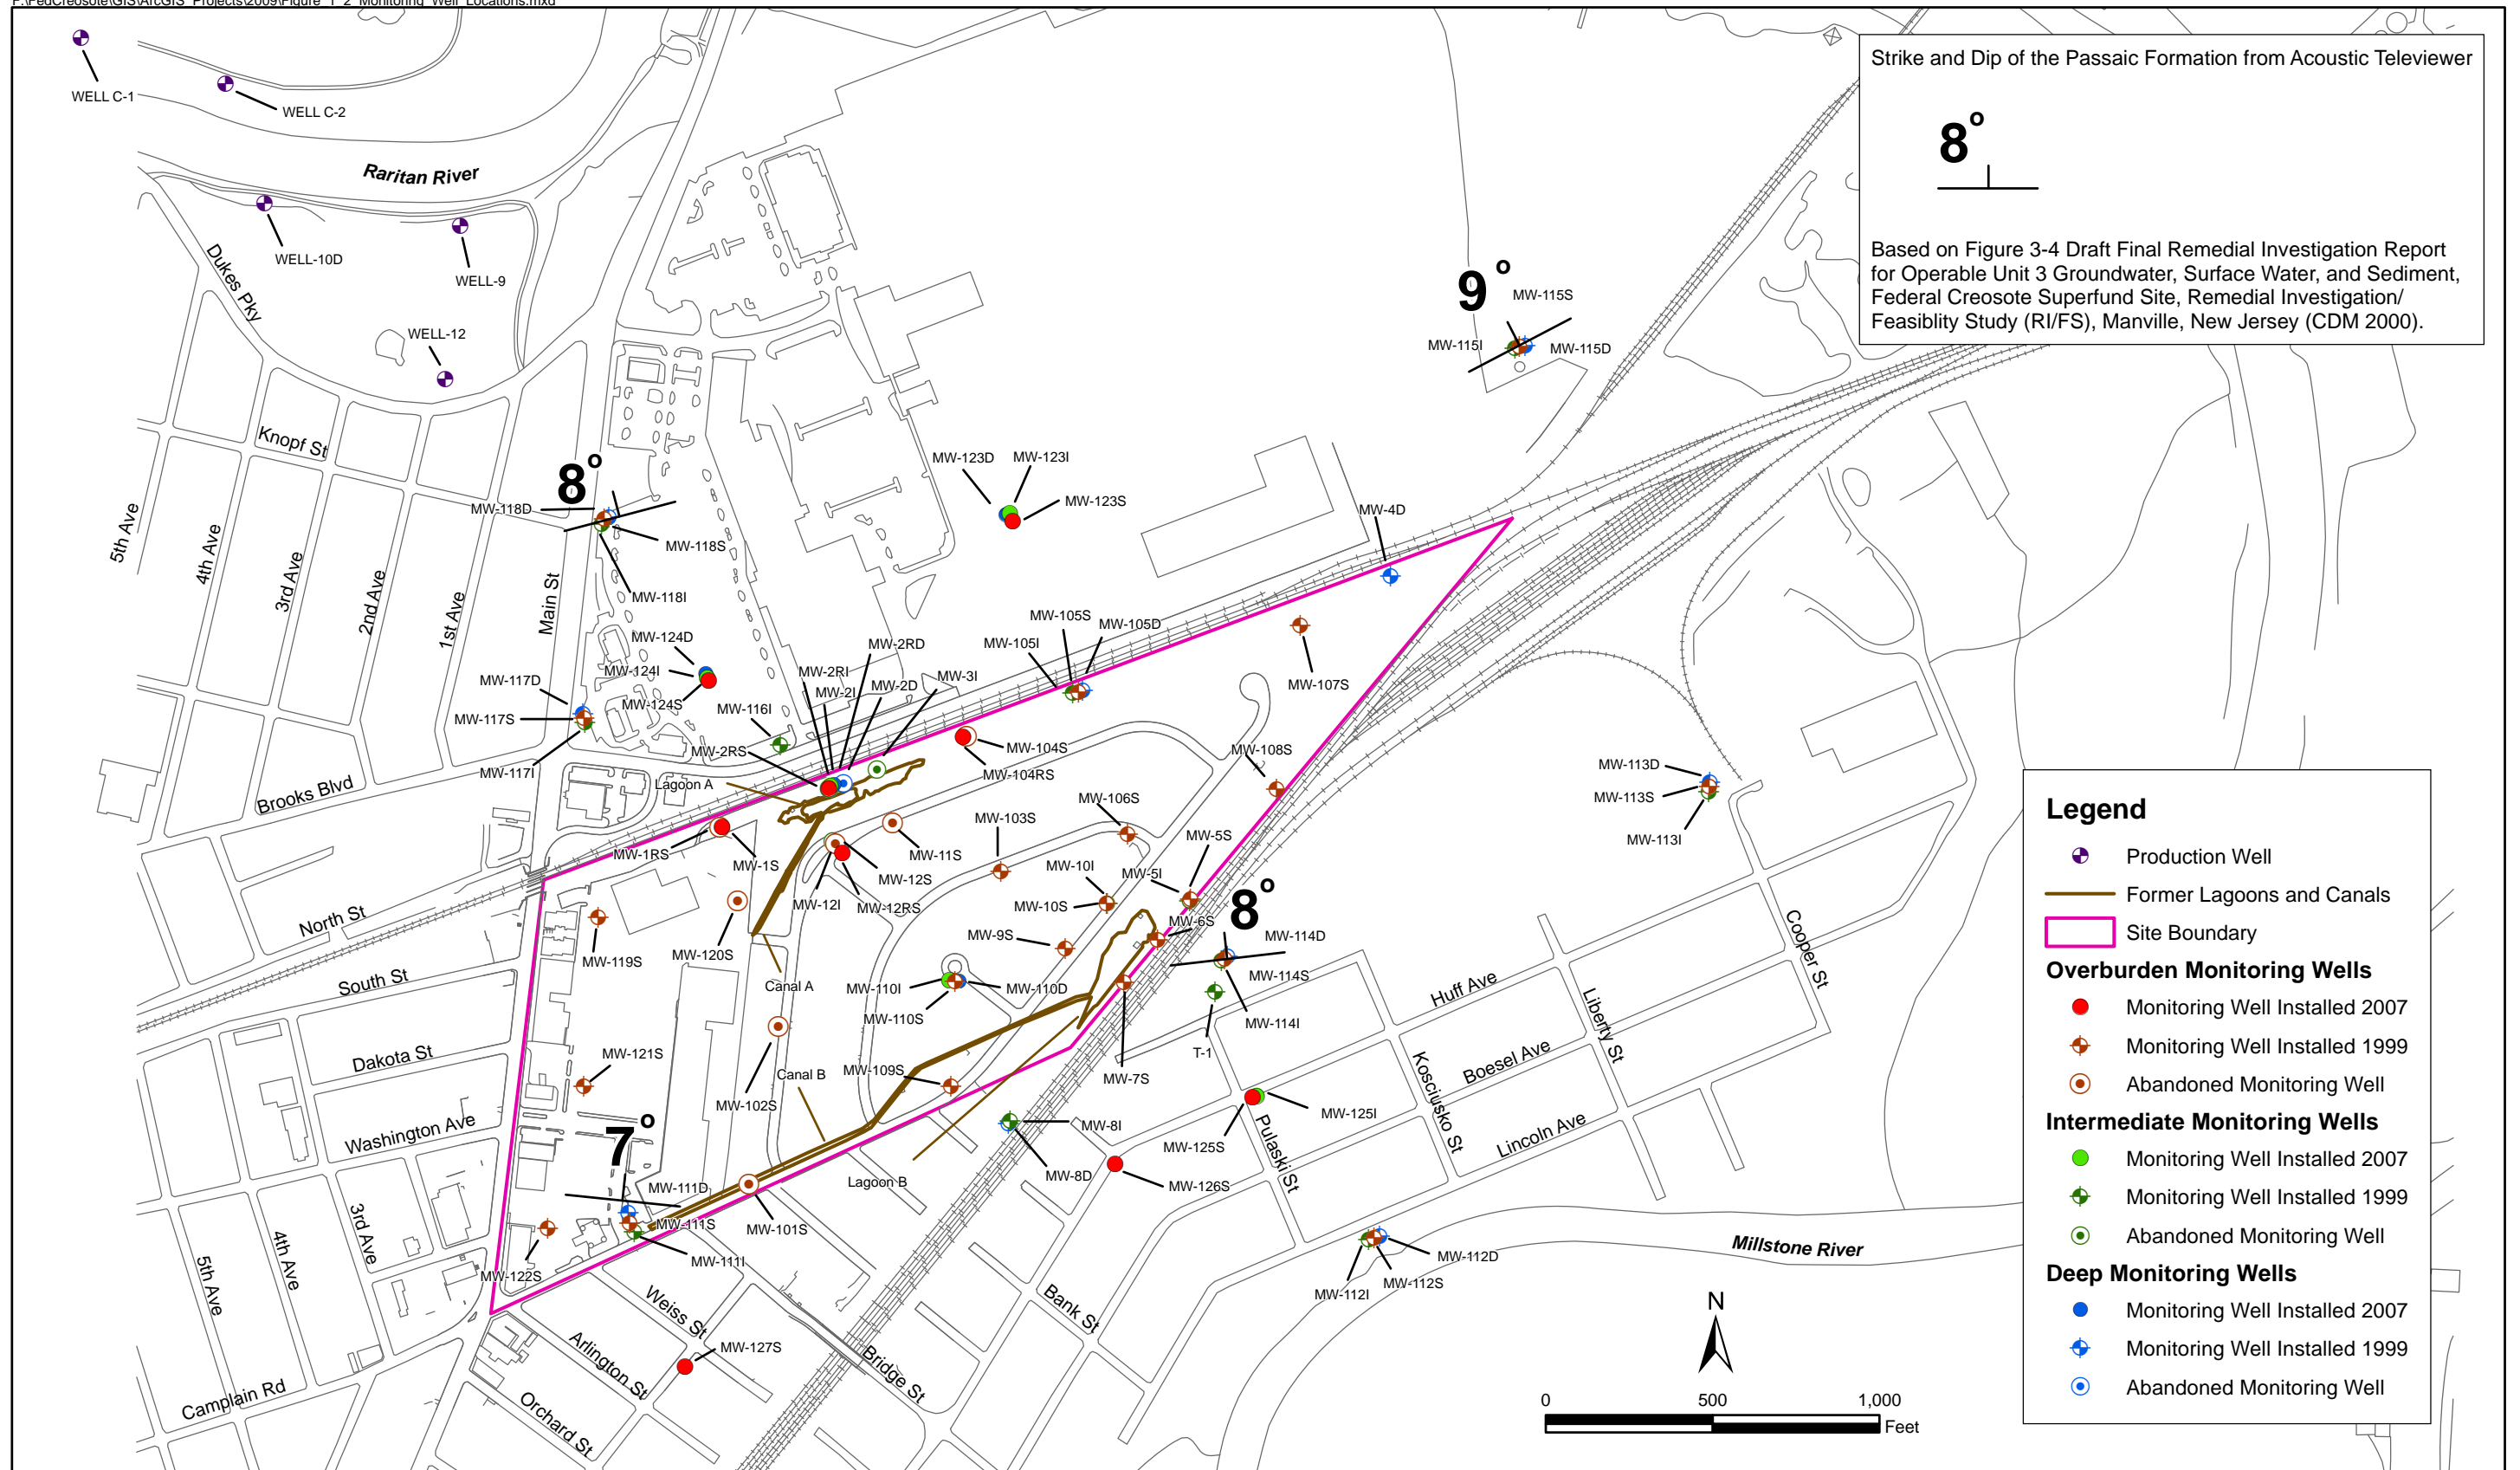 F:\FedCreosote\GIS\ArcGIS_Projects\2009\Figure_1_2_Monitoring_Well_Locations.mxd
WELL C-1
WELL C-2
Raritan River
WELL-10D
WELL-9
WELL-12
Dukes Pky
Strike and Dip of the Passaic Formation from Acoustic Televiewer
8°
Based on Figure 3-4 Draft Final Remedial Investigation Report
for Operable Unit 3 Groundwater, Surface Water, and Sediment,
Federal Creosote Superfund Site, Remedial Investigation/
Feasiblity Study (RI/FS), Manville, New Jersey (CDM 2000).
9°
MW-115S
MW-115I
MW-115D
Knopf St
8°
MW-118D
MW-118S
MW-118I
MW-123D
MW-123I
MW-123S
MW-4D
5th Ave
4th Ave
3rd Ave
2nd Ave
1st Ave
Main St
MW-124D
MW-124I
MW-124S
MW-117D
MW-117S
MW-117I
MW-116I
MW-2RS
MW-2RI
MW-2I
MW-2RD
MW-2D
MW-3I
MW-105I
MW-105S
MW-105D
MW-107S
MW-104S
MW-104RS
MW-108S
MW-113D
MW-113S
MW-113I
Brooks Blvd
Lagoon A
MW-1RS
MW-1S
MW-11S
MW-12S
MW-12I
MW-12RS
MW-103S
MW-106S
MW-10I
MW-10S
MW-5S
MW-5I
MW-9S
MW-6S
8°
MW-114D
MW-114S
MW-114I
T-1
North St
MW-119S
MW-120S
South St
Canal A
MW-110I
MW-110D
MW-110S
Huff Ave
Liberty St
Cooper St
Dakota St
MW-121S
Canal B
MW-102S
MW-109S
MW-7S
Boesel Ave
Kosciusko St
Washington Ave
7°
MW-111D
MW-111S
MW-111I
MW-101S
Lagoon B
MW-8I
MW-8D
MW-125I
MW-125S
MW-126S
Pulaski St
Lincoln Ave
3rd Ave
4th Ave
5th Ave
MW-122S
Weiss St
Arlington St
MW-127S
Bridge St
Bank St
MW-112D
MW-112S
MW-112I
Millstone River
Camplain Rd
Orchard St
N
0 500 1,000
Feet
Legend
Production Well
Former Lagoons and Canals
Site Boundary
Overburden Monitoring Wells
Monitoring Well Installed 2007
Monitoring Well Installed 1999
Abandoned Monitoring Well
Intermediate Monitoring Wells
Monitoring Well Installed 2007
Monitoring Well Installed 1999
Abandoned Monitoring Well
Deep Monitoring Wells
Monitoring Well Installed 2007
Monitoring Well Installed 1999
Abandoned Monitoring Well